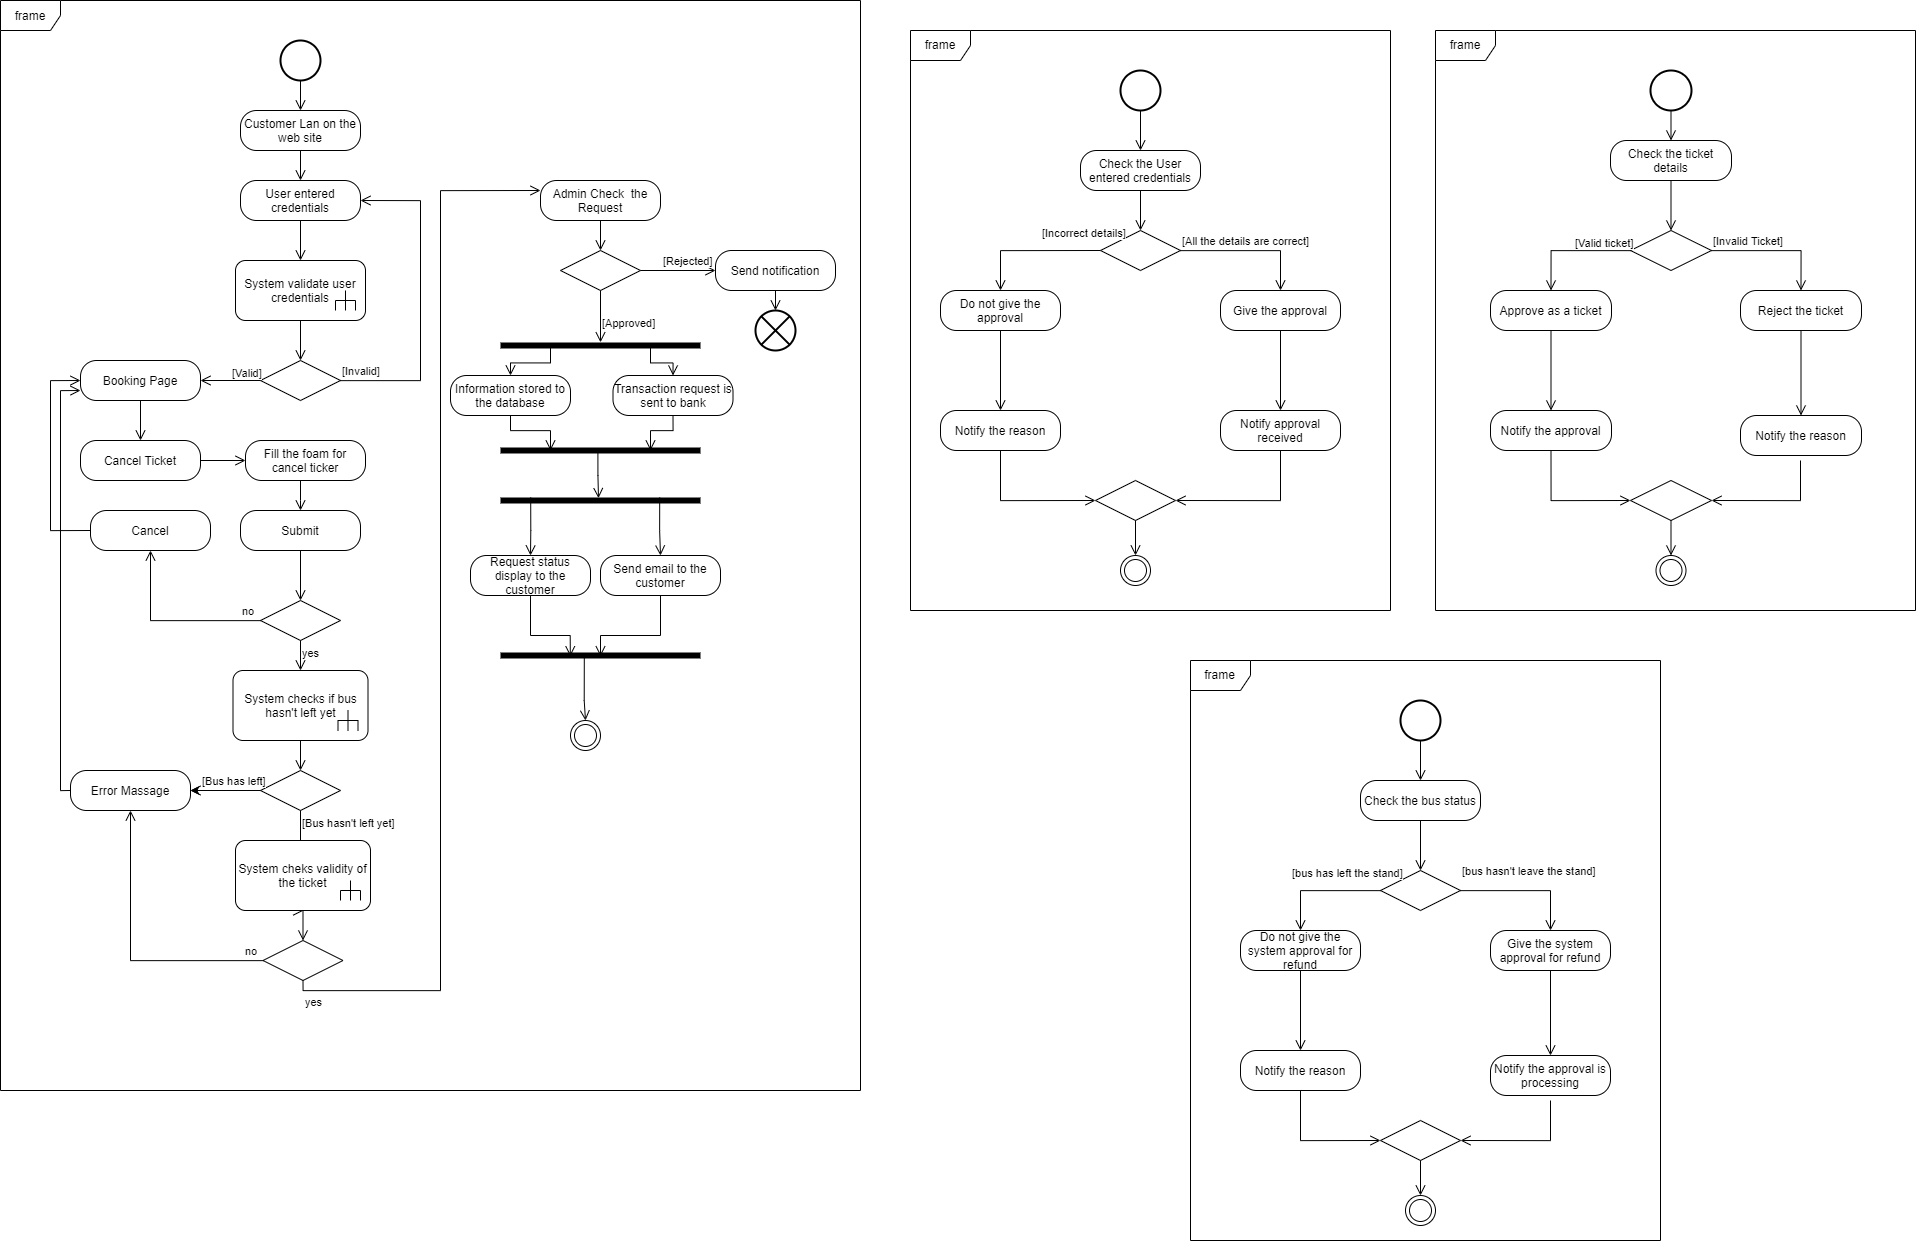 frame
Customer Lan on the
web site
User entered
credentials
System validate user
credentials
[Valid]
[Invalid]
Booking Page
Cancel Ticket
Fill the foam for
cancel ticker
Cancel
Submit
no
yes
System checks if bus
hasn't left yet
[Bus has left]
Error Massage
[Bus hasn't left yet]
System cheks validity of
the ticket
no
yes
Admin Check  the
Request
[Rejected]
Send notification
[Approved]
Information stored to
the database
Transaction request is
sent to bank
Request status
display to the
customer
Send email to the
customer
frame
Check the User
entered credentials
[Incorrect details]
[All the details are correct]
Do not give the
approval
Give the approval
Notify the reason
Notify approval
received
frame
Check the ticket
details
[Valid ticket]
[Invalid Ticket]
Approve as a ticket
Reject the ticket
Notify the approval
Notify the reason
frame
Check the bus status
[bus has left the stand]
[bus hasn't leave the stand]
Do not give the
system approval for
refund
Give the system
approval for refund
Notify the reason
Notify the approval is
processing